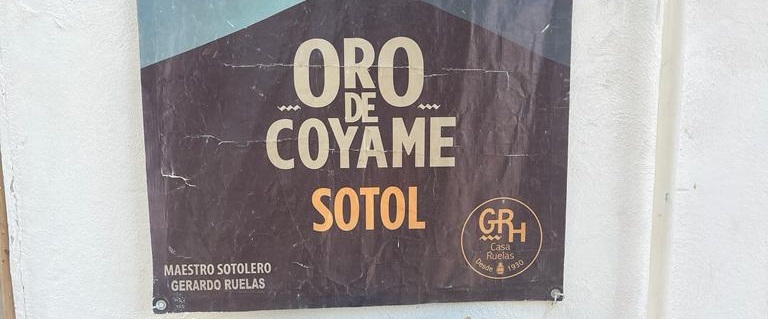 ORO
DE
COYAME
SOTOL
MAESTRO SOTOLERO
GERARDO RUELAS
GRH
Casa
Ruelas
Desde 1930